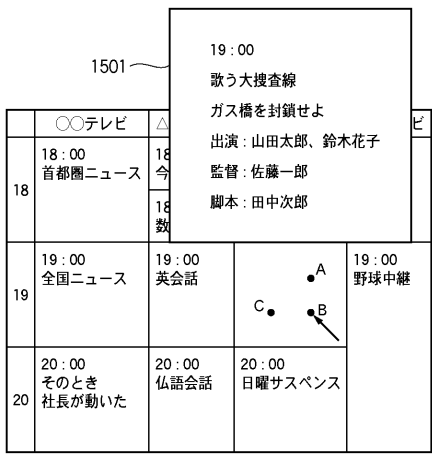 1501
19:00
歌う大捜査線
ガス橋を封鎖せよ
出演:山田太郎、鈴木花子
監督:佐藤一郎
脚本:田中次郎
○○テレビ
△
ビ
18
18:00
首都圏ニュース
18
今
18
数
19
19:00
全国ニュース
19:00
英会話
A
B
C
19:00
野球中継
20
20:00
そのとき
社長が動いた
20:00
仏語会話
20:00
日曜サスペンス